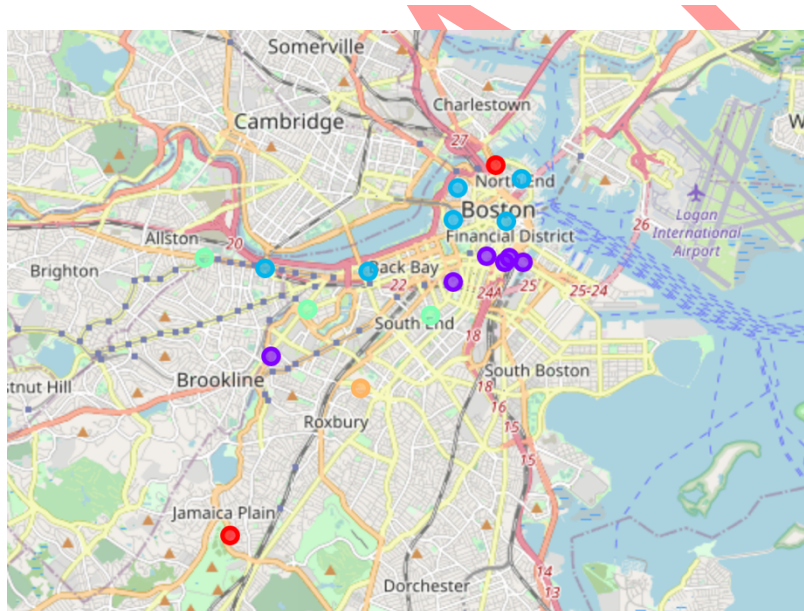 25
Somerville
Charlestown
Cambridge
27
W
North End
Boston
26
Logan
International
Airport
Allston
20
Financial District
Brighton
Back Bay
22
24A
25
25-24
South End
18
stnut Hill
Brookline
South Boston
18
16
Roxbury
15
15
Jamaica Plain
14
13
Dorchester